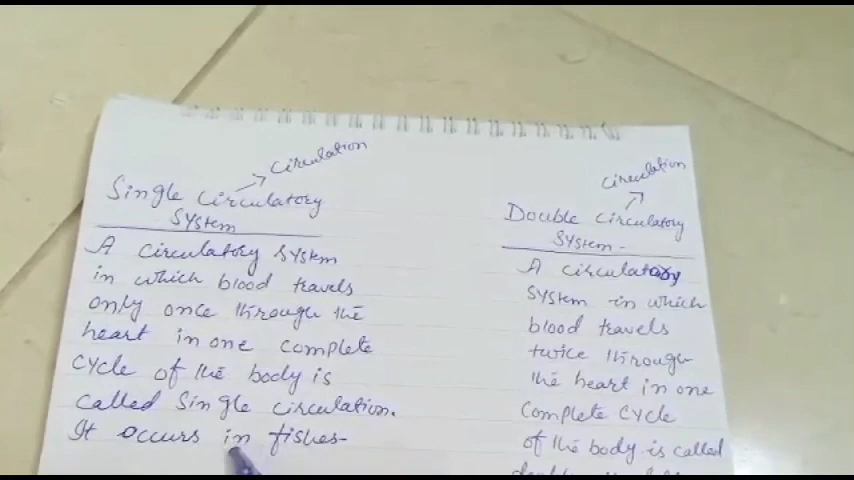 Circulation
Single Circulatory
System
A circulatory system
in which blood travels
only once through the
heart in one complete
cycle of the body is
called single circulation.
It occurs in fishes-
Circulation
Double Circulatory
System-
A circulatory
system in which
blood travels
twice through
the heart in one
Complete cycle
of the body is called